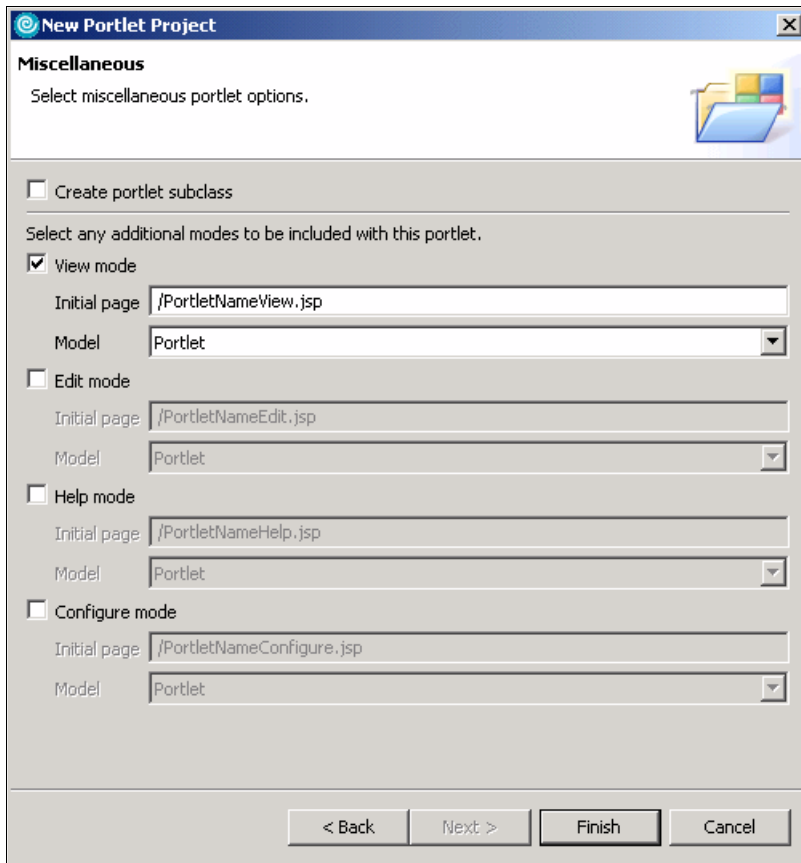 New Portlet Project
Miscellaneous
Select miscellaneous portlet options.
Create portlet subclass
Select any additional modes to be included with this portlet.
View mode
Initial page /PortletNameView.jsp
Model Portlet
Edit mode
Initial page /PortletNameEdit.jsp
Model Portlet
Help mode
Initial page /PortletNameHelp.jsp
Model Portlet
Configure mode
Initial page /PortletNameConfigure.jsp
Model Portlet
< Back Next > Finish Cancel